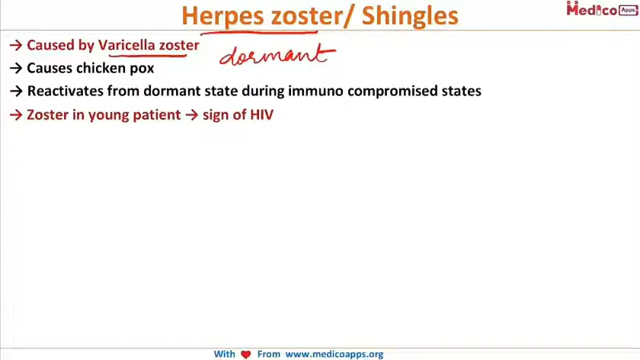 Herpes zoster/ Shingles
Medico Apps
→ Caused by Varicella zoster
dormant
→ Causes chicken pox
→ Reactivates from dormant state during immuno compromised states
→ Zoster in young patient → sign of HIV
With ❤ From www.medicoapps.org